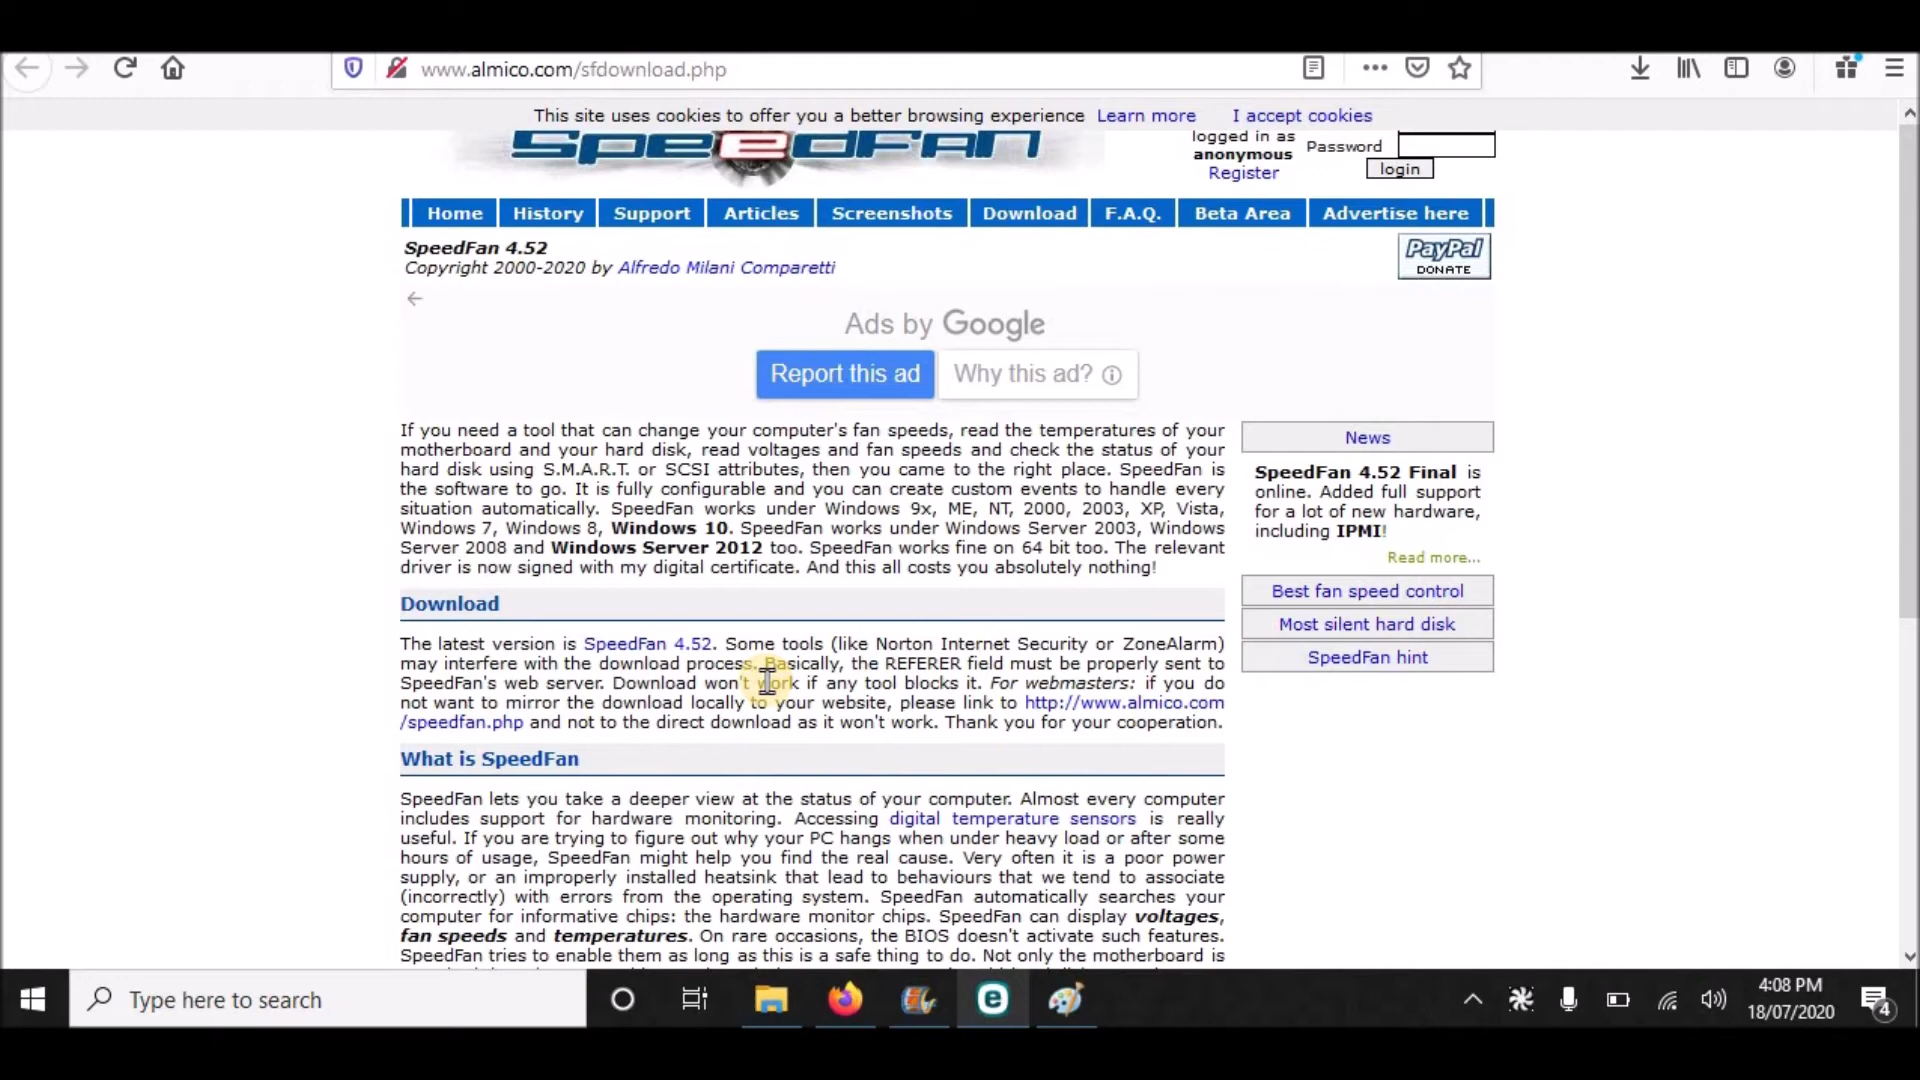 www.almico.com/sfdownload.php
This site uses cookies to offer you a better browsing experience Learn more I accept cookies
SpeedFan
logged in as
anonymous
Register
Password
login
Home History Support Articles Screenshots Download F.A.Q. Beta Area Advertise here
SpeedFan 4.52
Copyright 2000-2020 by Alfredo Milani Comparetti
PayPal
DONATE
Ads by Google
Report this ad Why this ad?
If you need a tool that can change your computer's fan speeds, read the temperatures of your
motherboard and your hard disk, read voltages and fan speeds and check the status of your
hard disk using S.M.A.R.T. or SCSI attributes, then you came to the right place. SpeedFan is
the software to go. It is fully configurable and you can create custom events to handle every
situation automatically. SpeedFan works under Windows 9x, ME, NT, 2000, 2003, XP, Vista,
Windows 7, Windows 8, Windows 10. SpeedFan works under Windows Server 2003, Windows
Server 2008 and Windows Server 2012 too. SpeedFan works fine on 64 bit too. The relevant
driver is now signed with my digital certificate. And this all costs you absolutely nothing!
Download
The latest version is SpeedFan 4.52. Some tools (like Norton Internet Security or ZoneAlarm)
may interfere with the download process. Basically, the REFERER field must be properly sent to
SpeedFan's web server. Download won't work if any tool blocks it. For webmasters: if you do
not want to mirror the download locally to your website, please link to http://www.almico.com
/speedfan.php and not to the direct download as it won't work. Thank you for your cooperation.
What is SpeedFan
SpeedFan lets you take a deeper view at the status of your computer. Almost every computer
includes support for hardware monitoring. Accessing digital temperature sensors is really
useful. If you are trying to figure out why your PC hangs when under heavy load or after some
hours of usage, SpeedFan might help you find the real cause. Very often it is a poor power
supply, or an improperly installed heatsink that lead to behaviours that we tend to associate
(incorrectly) with errors from the operating system. SpeedFan automatically searches your
computer for informative chips: the hardware monitor chips. SpeedFan can display voltages,
fan speeds and temperatures. On rare occasions, the BIOS doesn't activate such features.
SpeedFan tries to enable them as long as this is a safe thing to do. Not only the motherboard is
News
SpeedFan 4.52 Final is
online. Added full support
for a lot of new hardware,
including IPMI!
Read more...
Best fan speed control
Most silent hard disk
SpeedFan hint
Type here to search
4:08 PM
18/07/2020
4